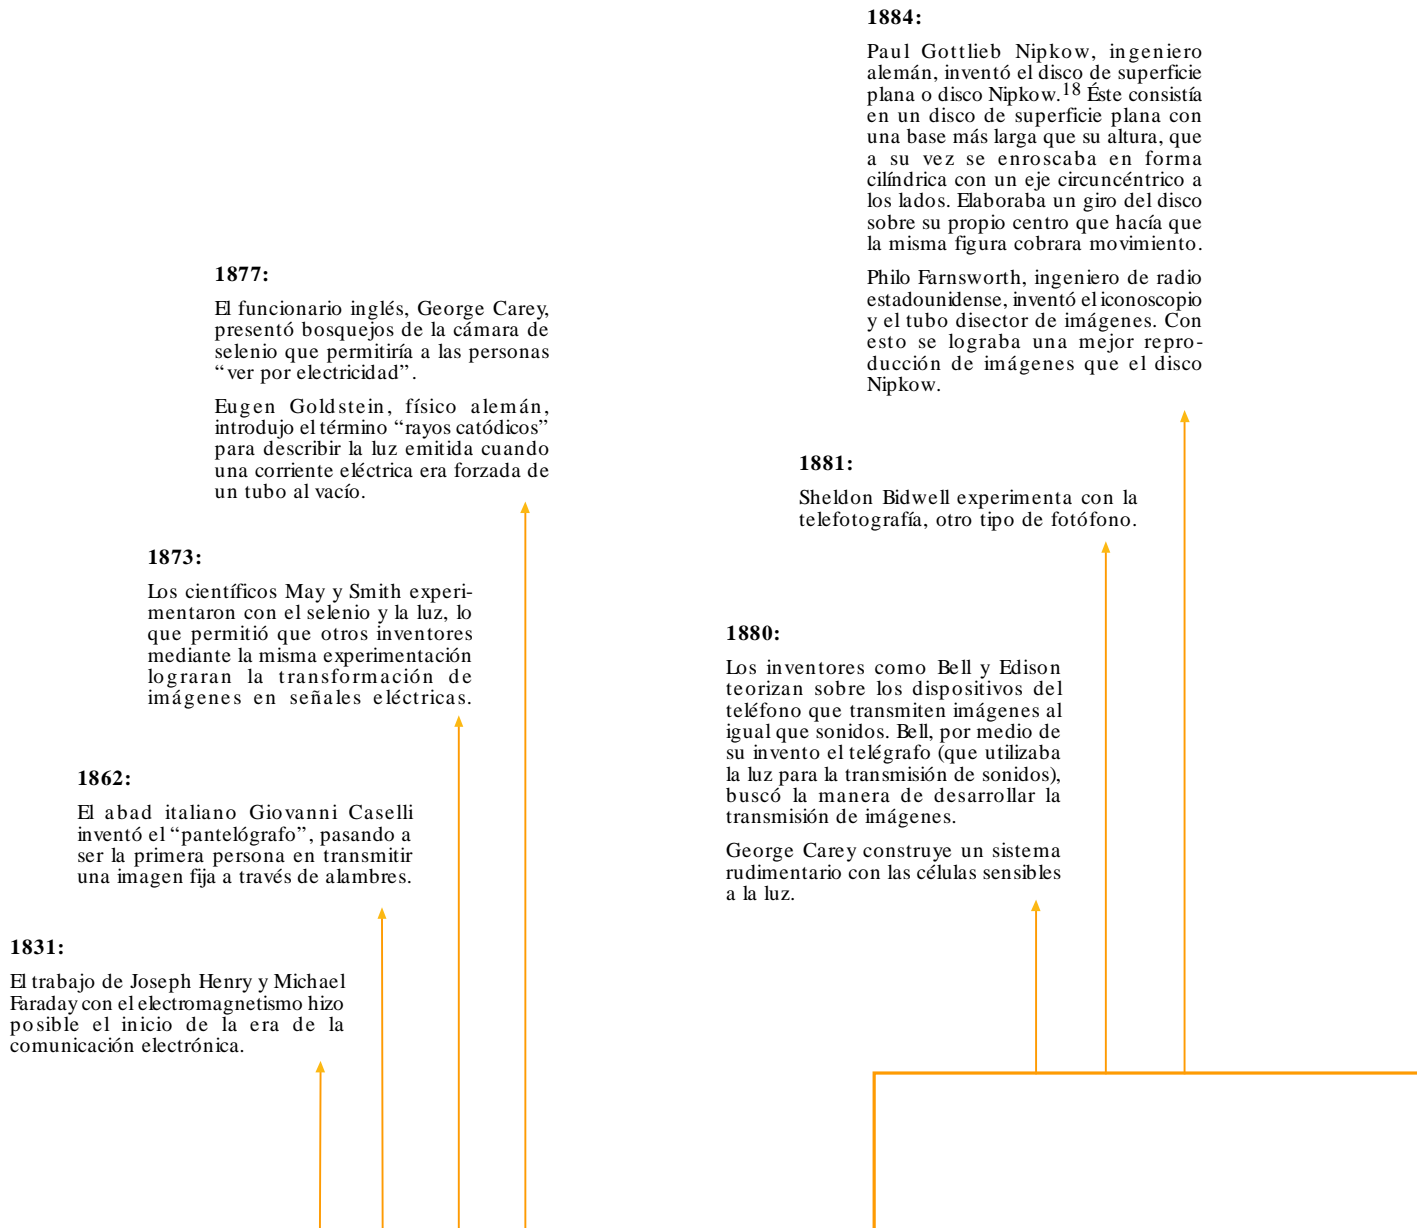 1831:
El trabajo de Joseph Henry y Michael
Faraday con el electromagnetismo hizo
posible el inicio de la era de la
comunicación electrónica.
1862:
El abad italiano Giovanni Caselli
inventó el “pantelógrafo”, pasando a
ser la primera persona en transmitir
una imagen fija a través de alambres.
1873:
Los científicos May y Smith experi-
mentaron con el selenio y la luz, lo
que permitió que otros inventores
mediante la misma experimentación
lograran la transformación de
imágenes en señales eléctricas.
1877:
El funcionario inglés, George Carey,
presentó bosquejos de la cámara de
selenio que permitiría a las personas
“ver por electricidad”.
Eugen Goldstein, físico alemán,
introdujo el término “rayos catódicos”
para describir la luz emitida cuando
una corriente eléctrica era forzada de
un tubo al vacío.
1880:
Los inventores como Bell y Edison
teorizan sobre los dispositivos del
teléfono que transmiten imágenes al
igual que sonidos. Bell, por medio de
su invento el telégrafo (que utilizaba
la luz para la transmisión de sonidos),
buscó la manera de desarrollar la
transmisión de imágenes.
George Carey construye un sistema
rudimentario con las células sensibles
a la luz.
1881:
Sheldon Bidwell experimenta con la
telefotografía, otro tipo de fotófono.
1884:
Paul Gottlieb Nipkow, ingeniero
alemán, inventó el disco de superficie
plana o disco Nipkow.18 Éste consistía
en un disco de superficie plana con
una base más larga que su altura, que
a su vez se enroscaba en forma
cilíndrica con un eje circuncéntrico a
los lados. Elaboraba un giro del disco
sobre su propio centro que hacía que
la misma figura cobrara movimiento.
Philo Farnsworth, ingeniero de radio
estadounidense, inventó el iconoscopio
y el tubo disector de imágenes. Con
esto se lograba una mejor repro-
ducción de imágenes que el disco
Nipkow.